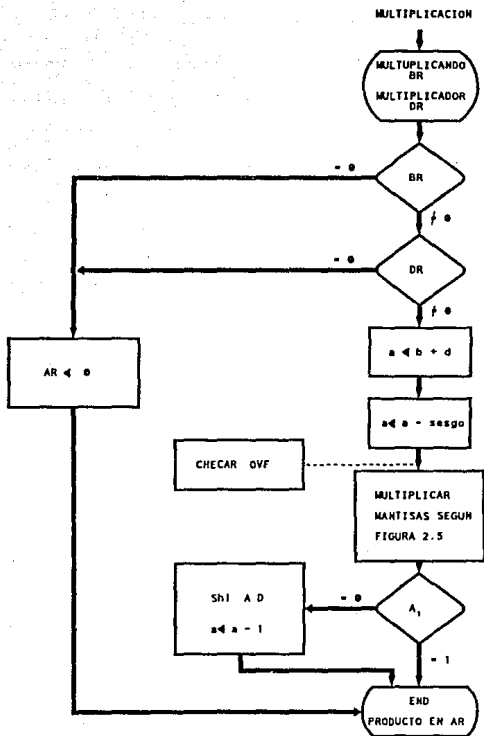 MULTIPLICACION
MULTUPLICANDO
BR
MULTIPLICADOR
DR
= 0
BR
≠ 0
= 0
DR
≠ 0
AR ← 0
a ← b + d
a ← a - sesgo
CHECAR OVF
MULTIPLICAR
MANTISAS SEGUN
FIGURA 2.5
Shl A D
a ← a - 1
= 0
A₁
= 1
END
PRODUCTO EN AR